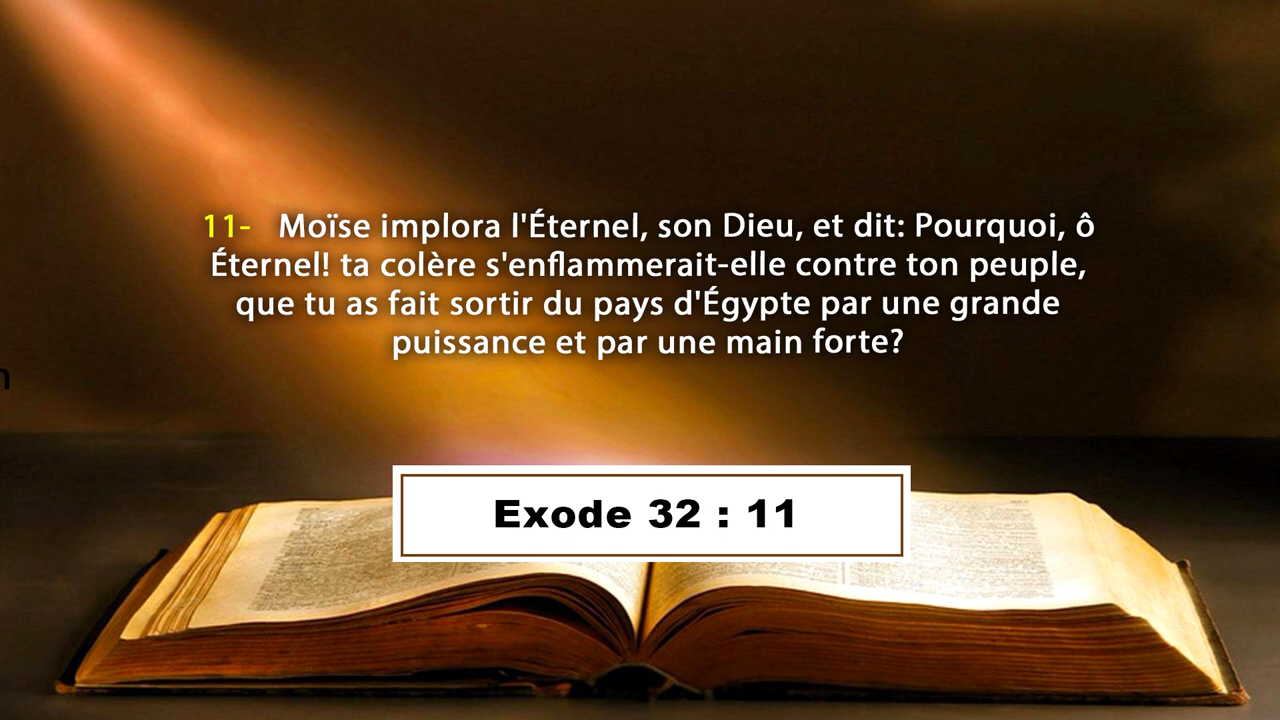 11- Moïse implora l'Éternel, son Dieu, et dit: Pourquoi, ô
Éternel! ta colère s'enflammerait-elle contre ton peuple,
que tu as fait sortir du pays d'Égypte par une grande
puissance et par une main forte?
Exode 32 : 11